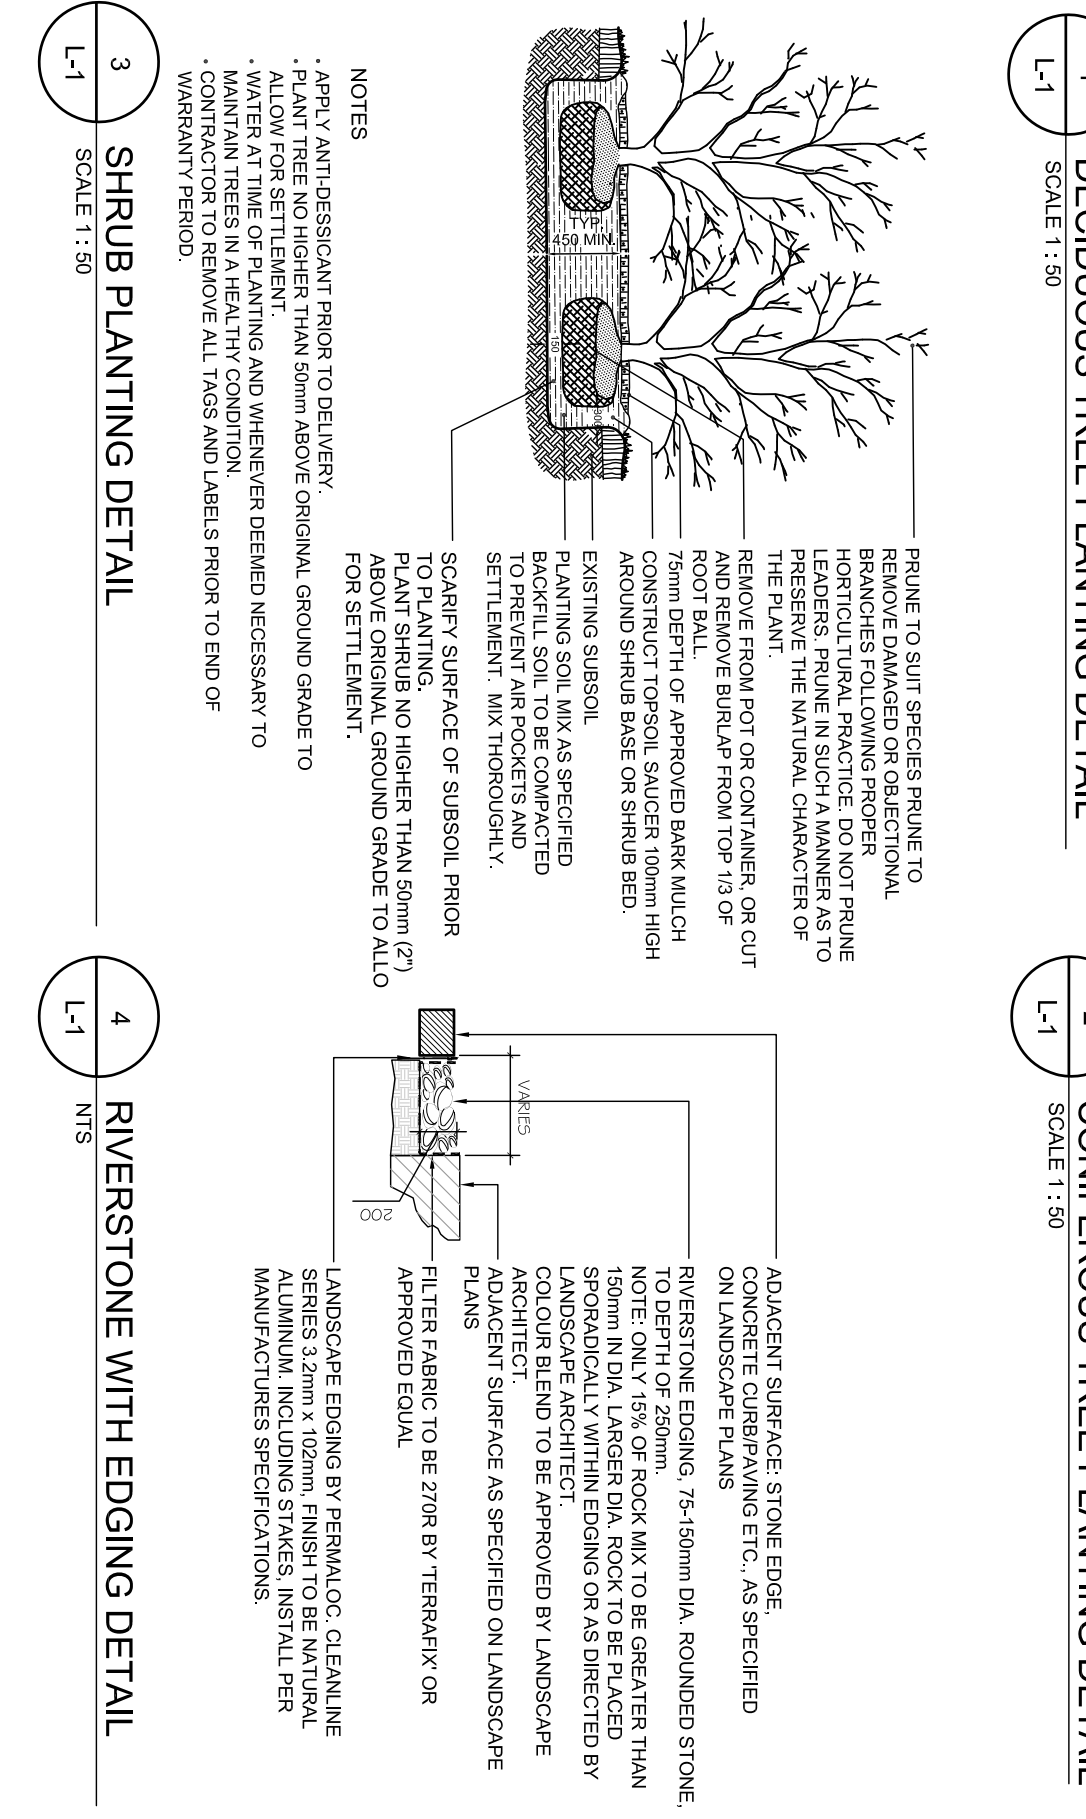 L-1
DECIDUOUS TREE PLANTING DETAIL
SCALE 1 : 50
L-1
CONIFEROUS TREE PLANTING DETAIL
SCALE 1 : 50
PRUNE TO SUIT SPECIES PRUNE TO
REMOVE DAMAGED OR OBJECTIONAL
BRANCHES FOLLOWING PROPER
HORTICULTURAL PRACTICE. DO NOT PRUNE
LEADERS. PRUNE IN SUCH A MANNER AS TO
PRESERVE THE NATURAL CHARACTER OF
THE PLANT.
REMOVE FROM POT OR CONTAINER, OR CUT
AND REMOVE BURLAP FROM TOP 1/3 OF
ROOT BALL.
75mm DEPTH OF APPROVED BARK MULCH
CONSTRUCT TOPSOIL SAUCER 100mm HIGH
AROUND SHRUB BASE OR SHRUB BED.
EXISTING SUBSOIL
PLANTING SOIL MIX AS SPECIFIED
BACKFILL SOIL TO BE COMPACTED
TO PREVENT AIR POCKETS AND
SETTLEMENT. MIX THOROUGHLY.
SCARIFY SURFACE OF SUBSOIL PRIOR
TO PLANTING.
PLANT SHRUB NO HIGHER THAN 50mm (2")
ABOVE ORIGINAL GROUND GRADE TO ALLO
FOR SETTLEMENT.
TYP.
450 MIN.
150
NOTES
• APPLY ANTI-DESSICANT PRIOR TO DELIVERY.
• PLANT TREE NO HIGHER THAN 50mm ABOVE ORIGINAL GROUND GRADE TO
ALLOW FOR SETTLEMENT.
• WATER AT TIME OF PLANTING AND WHENEVER DEEMED NECESSARY TO
MAINTAIN TREES IN A HEALTHY CONDITION.
• CONTRACTOR TO REMOVE ALL TAGS AND LABELS PRIOR TO END OF
WARRANTY PERIOD.
3
L-1
SHRUB PLANTING DETAIL
SCALE 1 : 50
VARIES
200
ADJACENT SURFACE: STONE EDGE,
CONCRETE CURB/PAVING ETC., AS SPECIFIED
ON LANDSCAPE PLANS
RIVERSTONE EDGING, 75-150mm DIA. ROUNDED STONE,
TO DEPTH OF 250mm.
NOTE: ONLY 15% OF ROCK MIX TO BE GREATER THAN
150mm IN DIA. LARGER DIA. ROCK TO BE PLACED
SPORADICALLY WITHIN EDGING OR AS DIRECTED BY
LANDSCAPE ARCHITECT.
COLOUR BLEND TO BE APPROVED BY LANDSCAPE
ARCHITECT.
ADJACENT SURFACE AS SPECIFIED ON LANDSCAPE
PLANS
FILTER FABRIC TO BE 270R BY 'TERRAFIX' OR
APPROVED EQUAL
LANDSCAPE EDGING BY PERMALOC. CLEANLINE
SERIES 3.2mm x 102mm, FINISH TO BE NATURAL
ALUMINUM. INCLUDING STAKES, INSTALL PER
MANUFACTURES SPECIFICATIONS.
4
L-1
RIVERSTONE WITH EDGING DETAIL
NTS